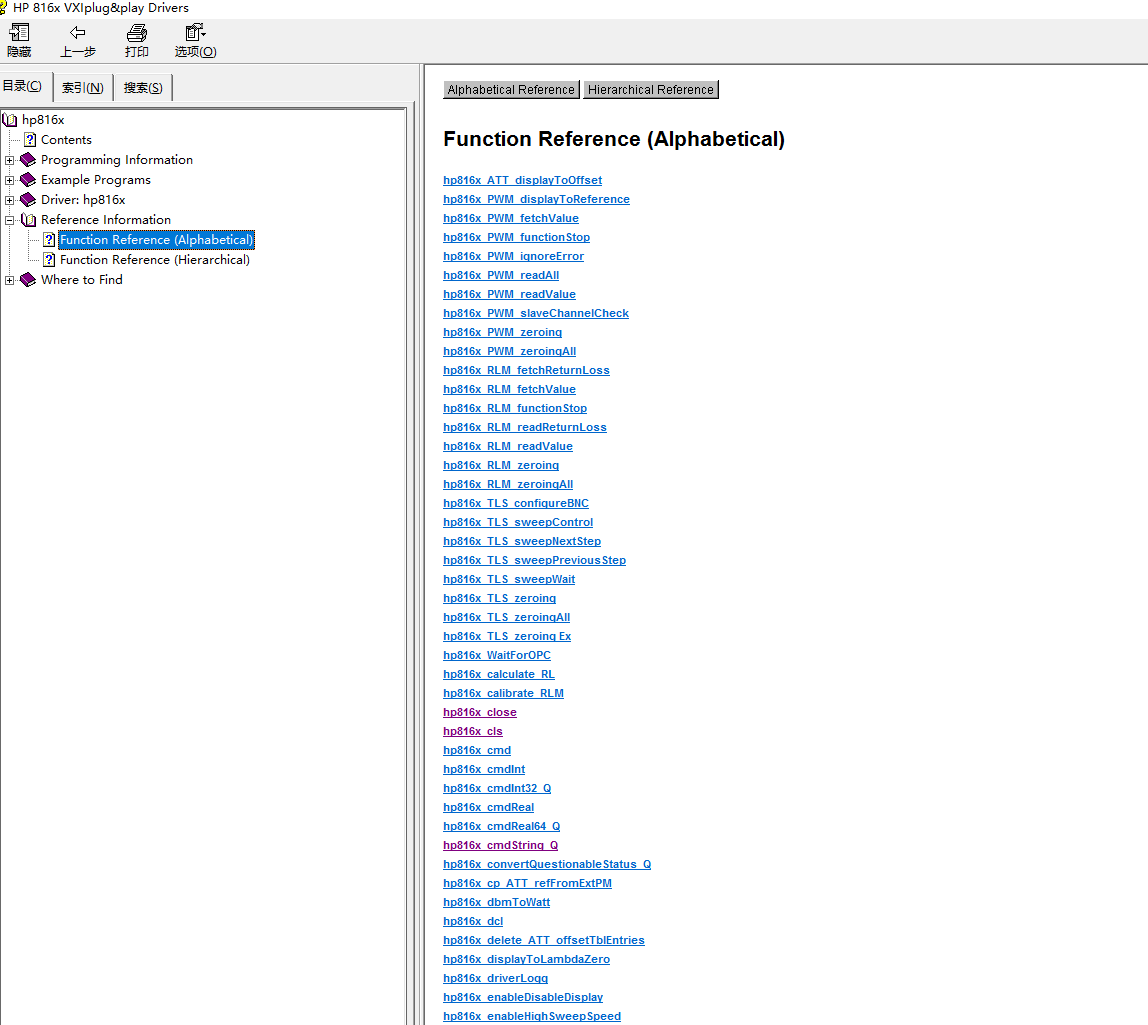 HP 816x VXIplug&play Drivers
隐藏 上一步 打印 选项(O)
目录(C) 索引(N) 搜索(S)
hp816x
Contents
Programming Information
Example Programs
Driver: hp816x
Reference Information
Function Reference (Alphabetical)
Function Reference (Hierarchical)
Where to Find
Alphabetical Reference Hierarchical Reference
Function Reference (Alphabetical)
hp816x_ATT_displayToOffset
hp816x_PWM_displayToReference
hp816x_PWM_fetchValue
hp816x_PWM_functionStop
hp816x_PWM_ignoreError
hp816x_PWM_readAll
hp816x_PWM_readValue
hp816x_PWM_slaveChannelCheck
hp816x_PWM_zeroing
hp816x_PWM_zeroingAll
hp816x_RLM_fetchReturnLoss
hp816x_RLM_fetchValue
hp816x_RLM_functionStop
hp816x_RLM_readReturnLoss
hp816x_RLM_readValue
hp816x_RLM_zeroing
hp816x_RLM_zeroingAll
hp816x_TLS_configureBNC
hp816x_TLS_sweepControl
hp816x_TLS_sweepNextStep
hp816x_TLS_sweepPreviousStep
hp816x_TLS_sweepWait
hp816x_TLS_zeroing
hp816x_TLS_zeroingAll
hp816x_TLS_zeroing Ex
hp816x_WaitForOPC
hp816x_calculate_RL
hp816x_calibrate_RLM
hp816x_close
hp816x_cls
hp816x_cmd
hp816x_cmdInt
hp816x_cmdInt32_Q
hp816x_cmdReal
hp816x_cmdReal64_Q
hp816x_cmdString_Q
hp816x_convertQuestionableStatus_Q
hp816x_cp_ATT_refFromExtPM
hp816x_dbmToWatt
hp816x_dcl
hp816x_delete_ATT_offsetTblEntries
hp816x_displayToLambdaZero
hp816x_driverLogg
hp816x_enableDisableDisplay
hp816x_enableHighSweepSpeed